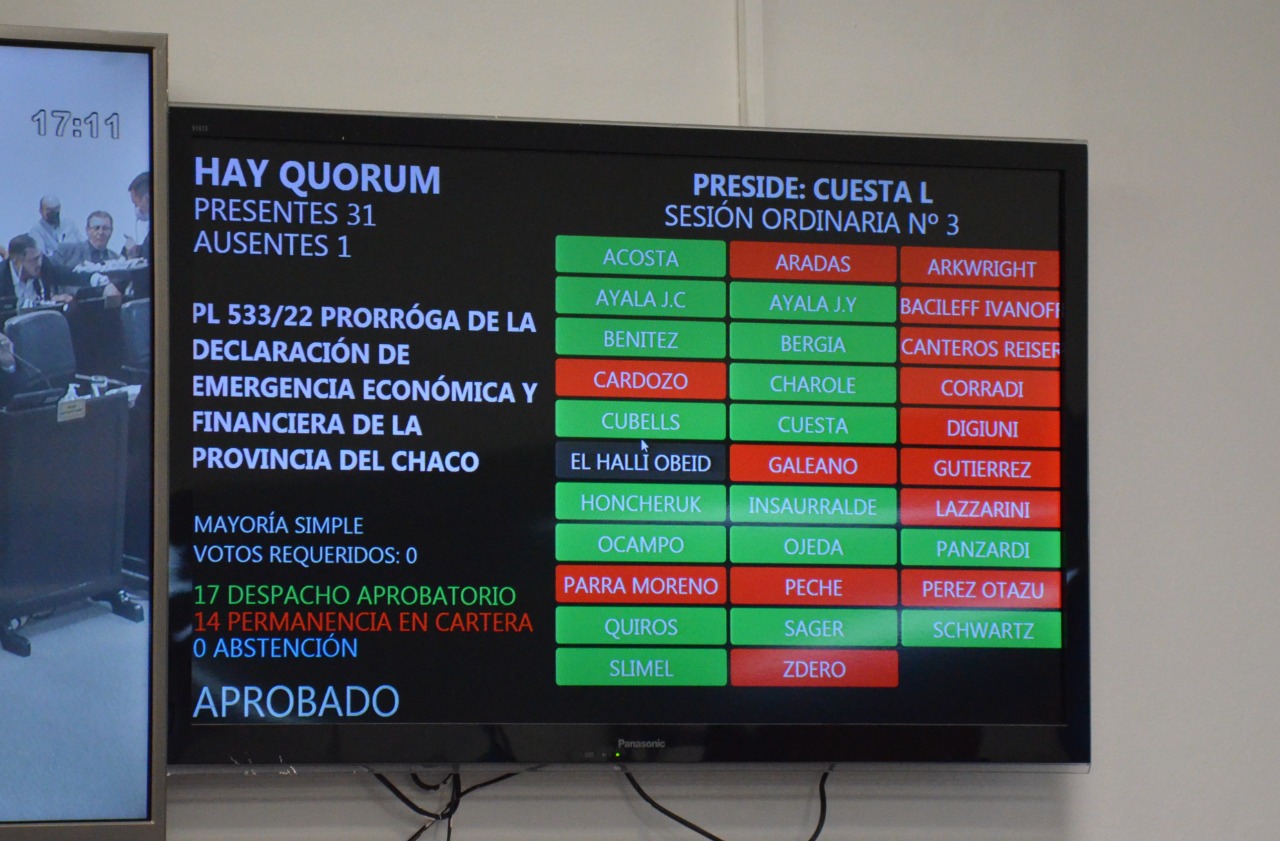 17:11
HAY QUORUM
PRESENTES 31
AUSENTES 1
PL 533/22 PRORRÓGA DE LA
DECLARACIÓN DE
EMERGENCIA ECONÓMICA Y
FINANCIERA DE LA
PROVINCIA DEL CHACO
MAYORÍA SIMPLE
VOTOS REQUERIDOS: 0
17 DESPACHO APROBATORIO
14 PERMANENCIA EN CARTERA
0 ABSTENCIÓN
APROBADO
PRESIDE: CUESTA L
SESIÓN ORDINARIA Nº 3
ACOSTA ARADAS ARKWRIGHT
AYALA J.C AYALA J.Y BACILEFF IVANOFF
BENITEZ BERGIA CANTEROS REISER
CARDOZO CHAROLE CORRADI
CUBELLS CUESTA DIGIUNI
EL HALLI OBEID GALEANO GUTIERREZ
HONCHERUK INSAURRALDE LAZZARINI
OCAMPO OJEDA PANZARDI
PARRA MORENO PECHE PEREZ OTAZU
QUIROS SAGER SCHWARTZ
SLIMEL ZDERO
Panasonic